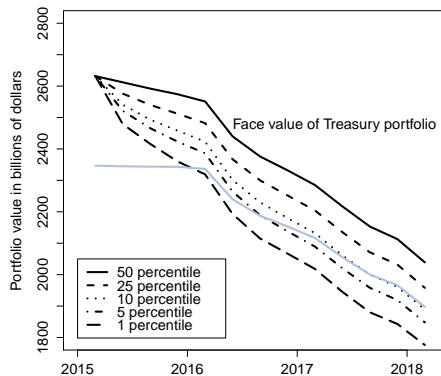 Portfolio value in billions of dollars
2800
2600
2400
2200
2000
1800
Face value of Treasury portfolio
50 percentile
25 percentile
10 percentile
5 percentile
1 percentile
2015
2016
2017
2018